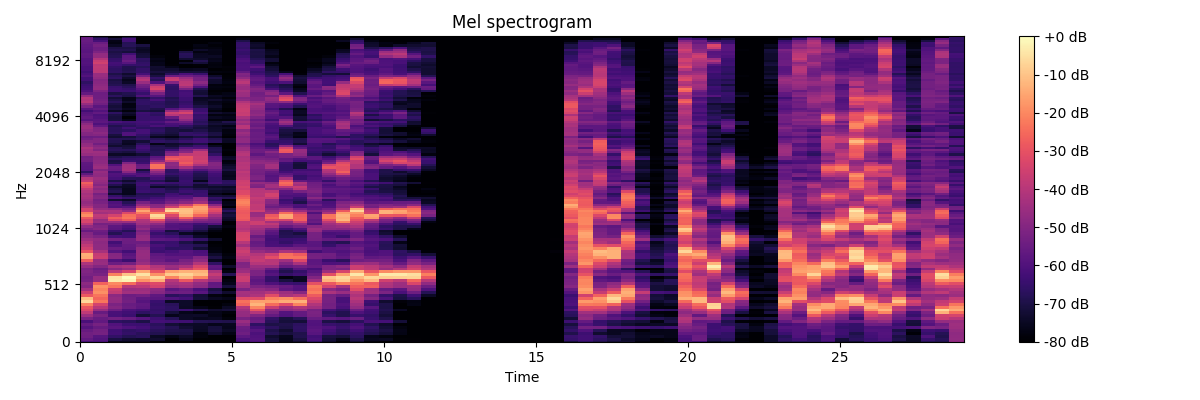 Mel spectrogram
8192
4096
2048
1024
512
0
Hz
0 5 10 15 20 25
Time
+0 dB
-10 dB
-20 dB
-30 dB
-40 dB
-50 dB
-60 dB
-70 dB
-80 dB